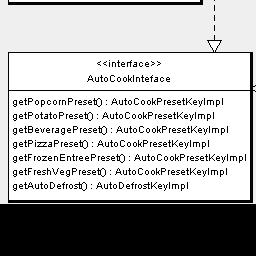 <<interface>>
AutoCookInteface
getPopcornPreset() : AutoCookPresetKeyImpl
getPotatoPreset() : AutoCookPresetKeyImpl
getBeveragePreset() : AutoCookPresetKeyImpl
getPizzaPreset() : AutoCookPresetKeyImpl
getFrozenEntreePreset() : AutoCookPresetKeyImpl
getFreshVegPreset() : AutoCookPresetKeyImpl
getAutoDefrost() : AutoDefrostKeyImpl